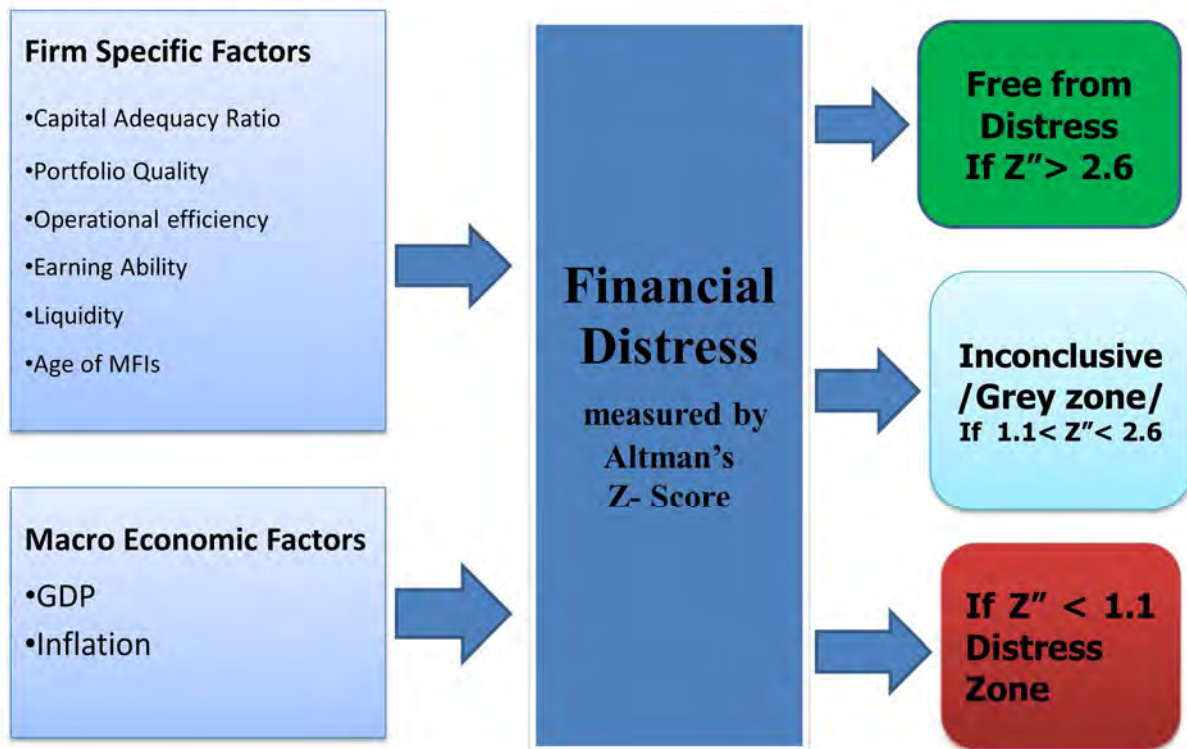 Firm Specific Factors
•Capital Adequacy Ratio
•Portfolio Quality
•Operational efficiency
•Earning Ability
•Liquidity
•Age of MFIs
Macro Economic Factors
•GDP
•Inflation
Financial
Distress
measured by
Altman’s
Z- Score
Free from
Distress
If Z″> 2.6
Inconclusive
/Grey zone/
If 1.1< Z″< 2.6
If Z″ < 1.1
Distress
Zone